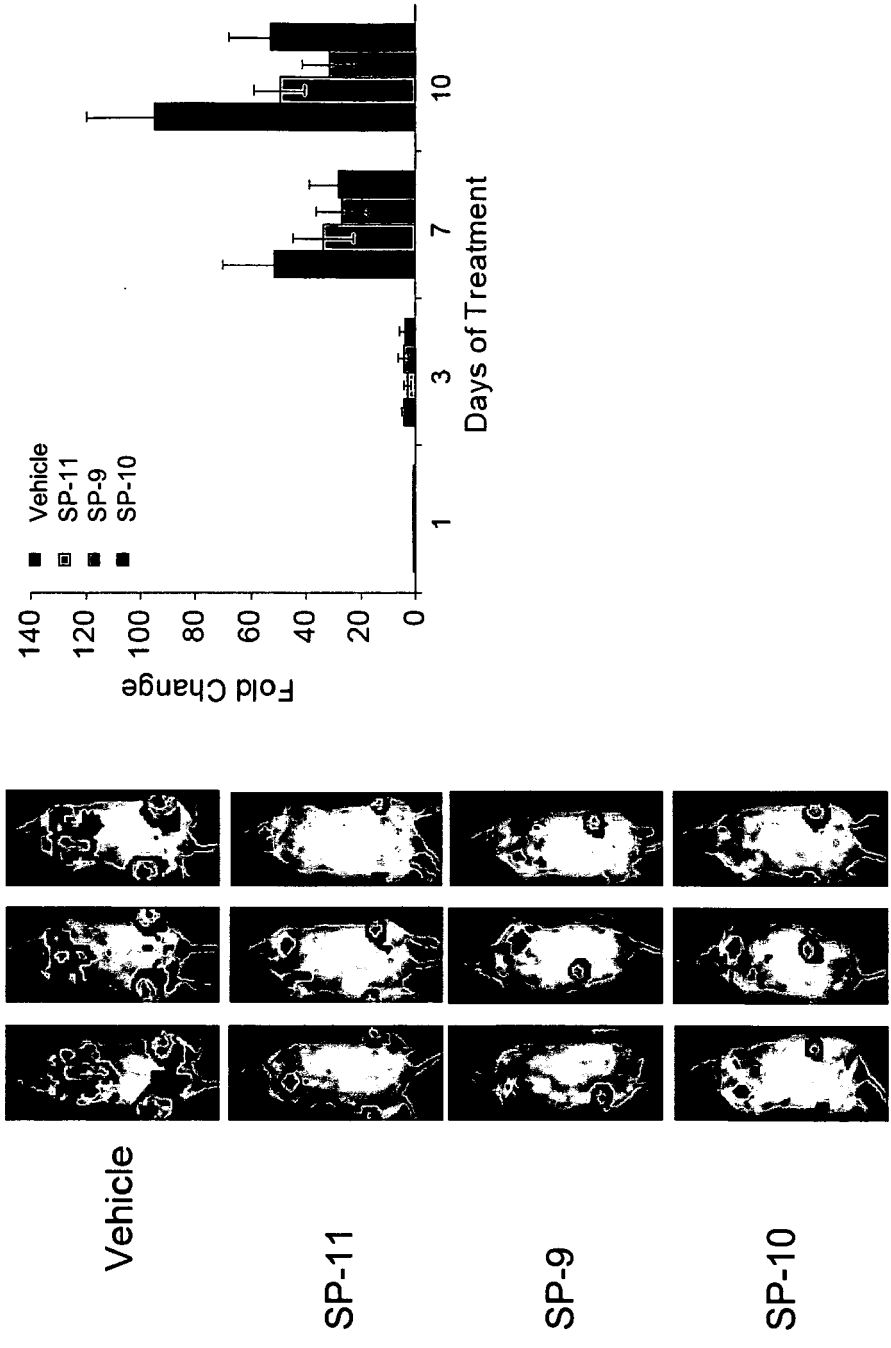 Vehicle
SP-11
SP-9
SP-10
Fold Change
140
120
100
80
60
40
20
0
Vehicle
SP-11
SP-9
SP-10
1
3
7
10
Days of Treatment